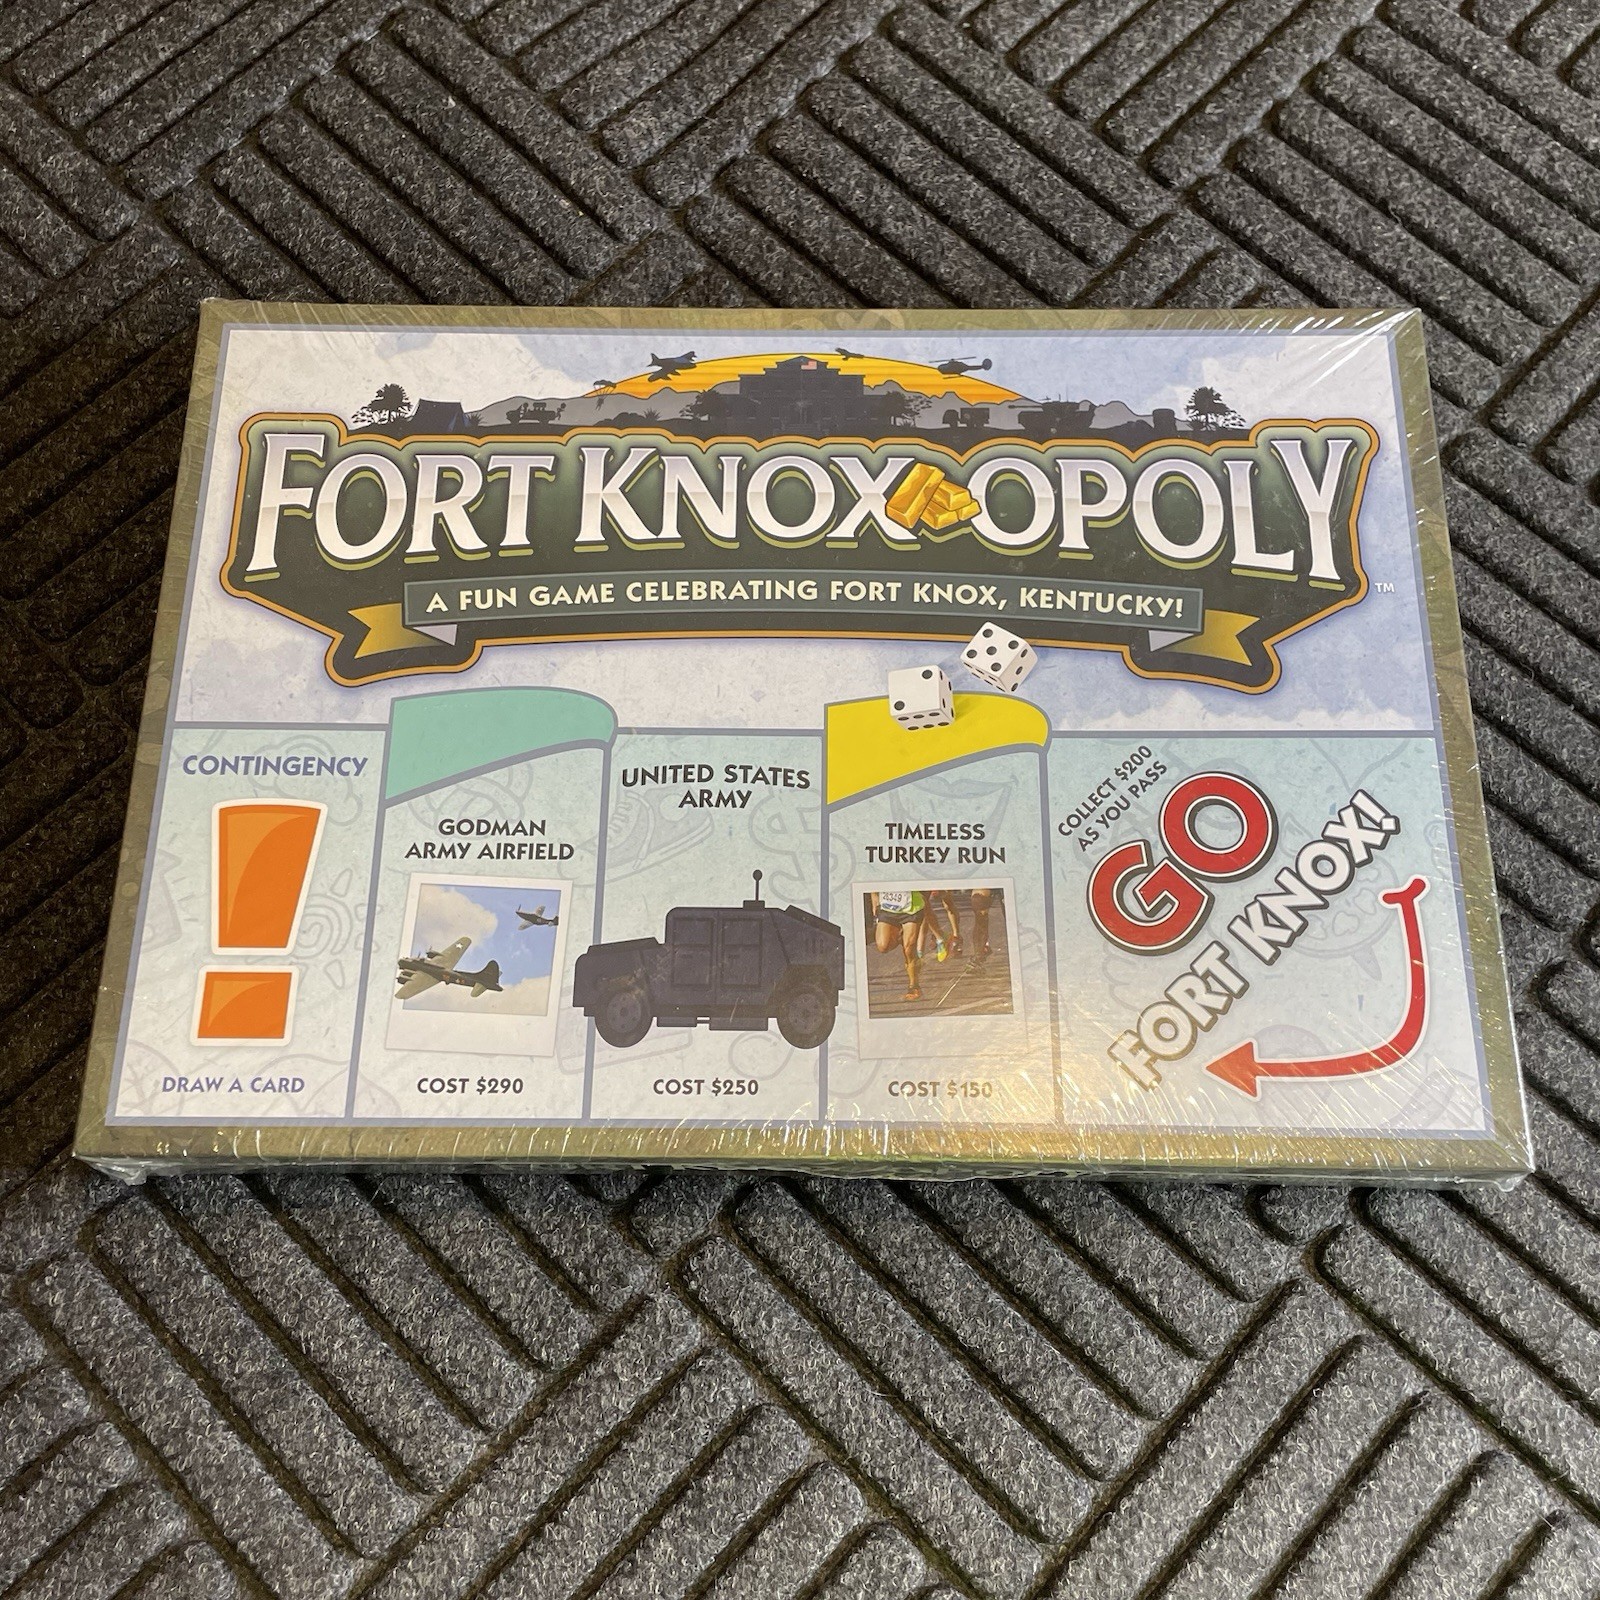 FORT KNOX-OPOLY
A FUN GAME CELEBRATING FORT KNOX, KENTUCKY!
TM
CONTINGENCY
!
DRAW A CARD
GODMAN
ARMY AIRFIELD
COST $290
UNITED STATES
ARMY
COST $250
TIMELESS
TURKEY RUN
COST $150
COLLECT $200
AS YOU PASS
GO
FORT KNOX!